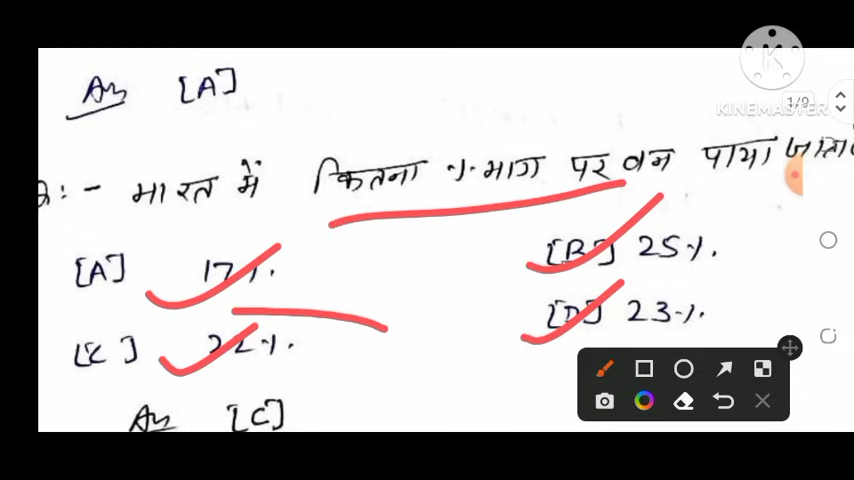 Ans [A]
KINEMASTER
1/9
प्र: - भारत में कितना % भाग पर वन पाया जाता
[A] 17%. [B] 25%.
[C] 22%. [D] 23%.
Ans [C]